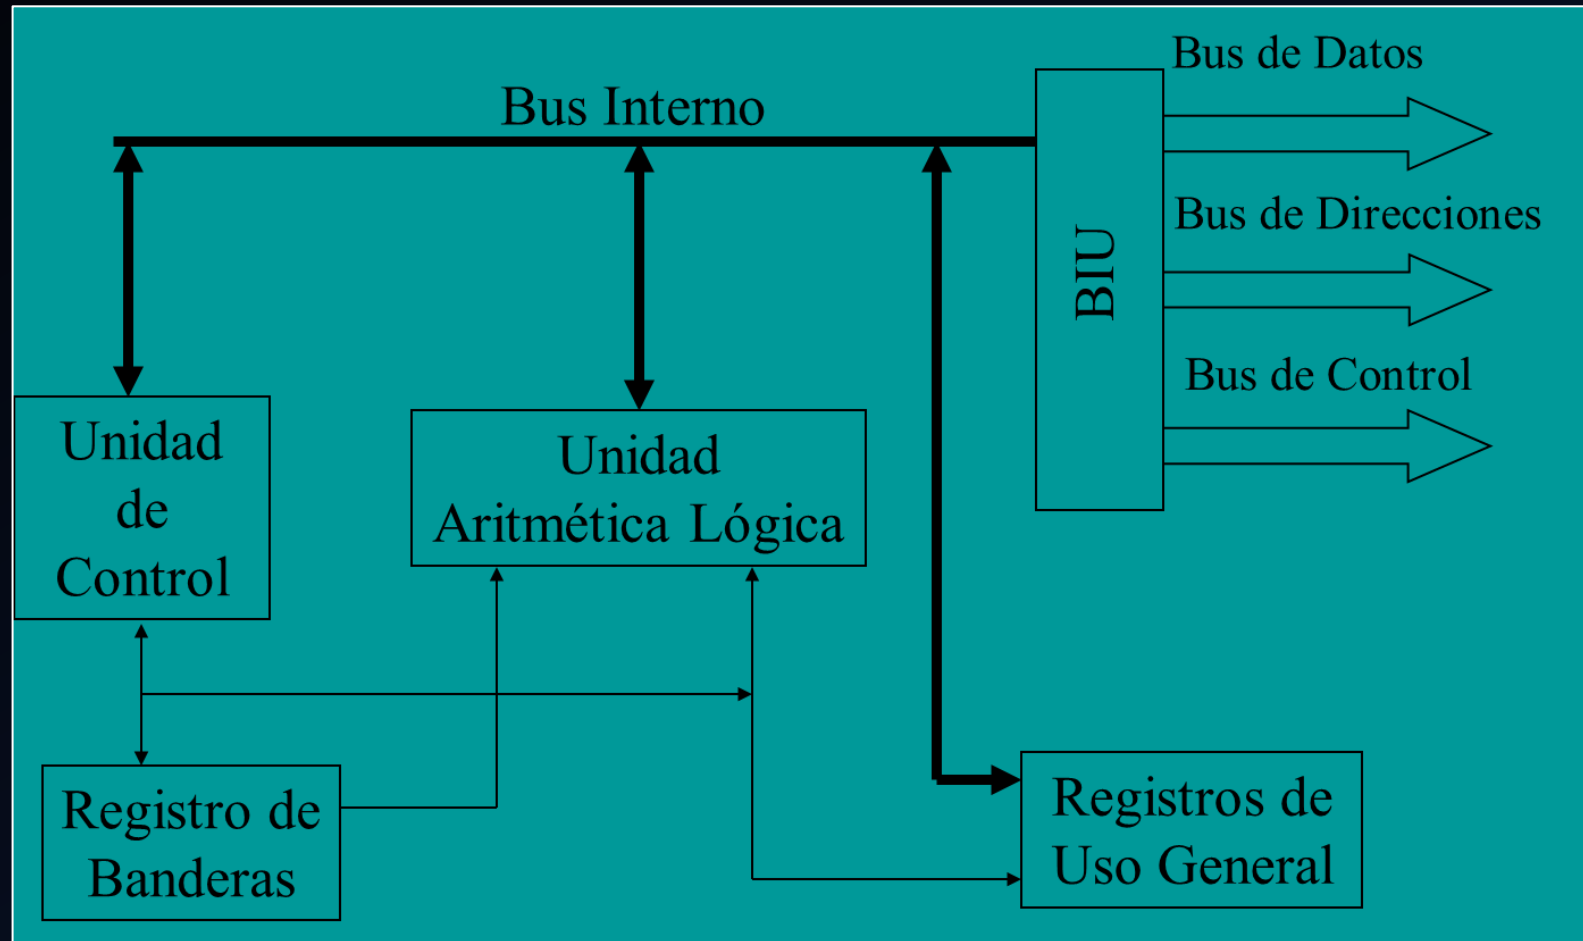 Bus de Datos
Bus Interno
Bus de Direcciones
BIU
Bus de Control
Unidad
de
Control
Unidad
Aritmética Lógica
Registro de
Banderas
Registros de
Uso General